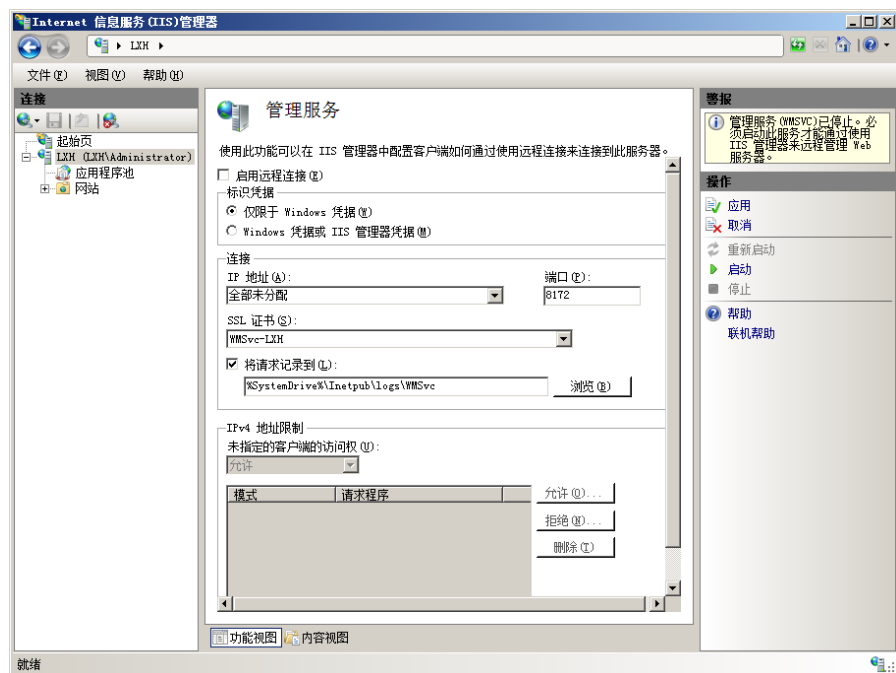 Internet 信息服务(IIS)管理器
LXH
文件(F) 视图(V) 帮助(H)
连接
起始页
LXH (LXH\Administrator)
应用程序池
网站
管理服务
使用此功能可以在 IIS 管理器中配置客户端如何通过使用远程连接来连接到此服务器。
启用远程连接(E)
标识凭据
仅限于 Windows 凭据(W)
Windows 凭据或 IIS 管理器凭据(M)
连接
IP 地址(A): 端口(P):
全部未分配 8172
SSL 证书(S):
WMSvc-LXH
将请求记录到(L):
%SystemDrive%\Inetpub\logs\WMSvc 浏览(B)
IPv4 地址限制
未指定的客户端的访问权(U):
允许
模式 请求程序
允许(O)...
拒绝(N)...
删除(T)
功能视图 内容视图
就绪
警报
管理服务(WMSVC)已停止。必
须启动此服务才能通过使用
IIS 管理器来远程管理 Web
服务器。
操作
应用
取消
重新启动
启动
停止
帮助
联机帮助